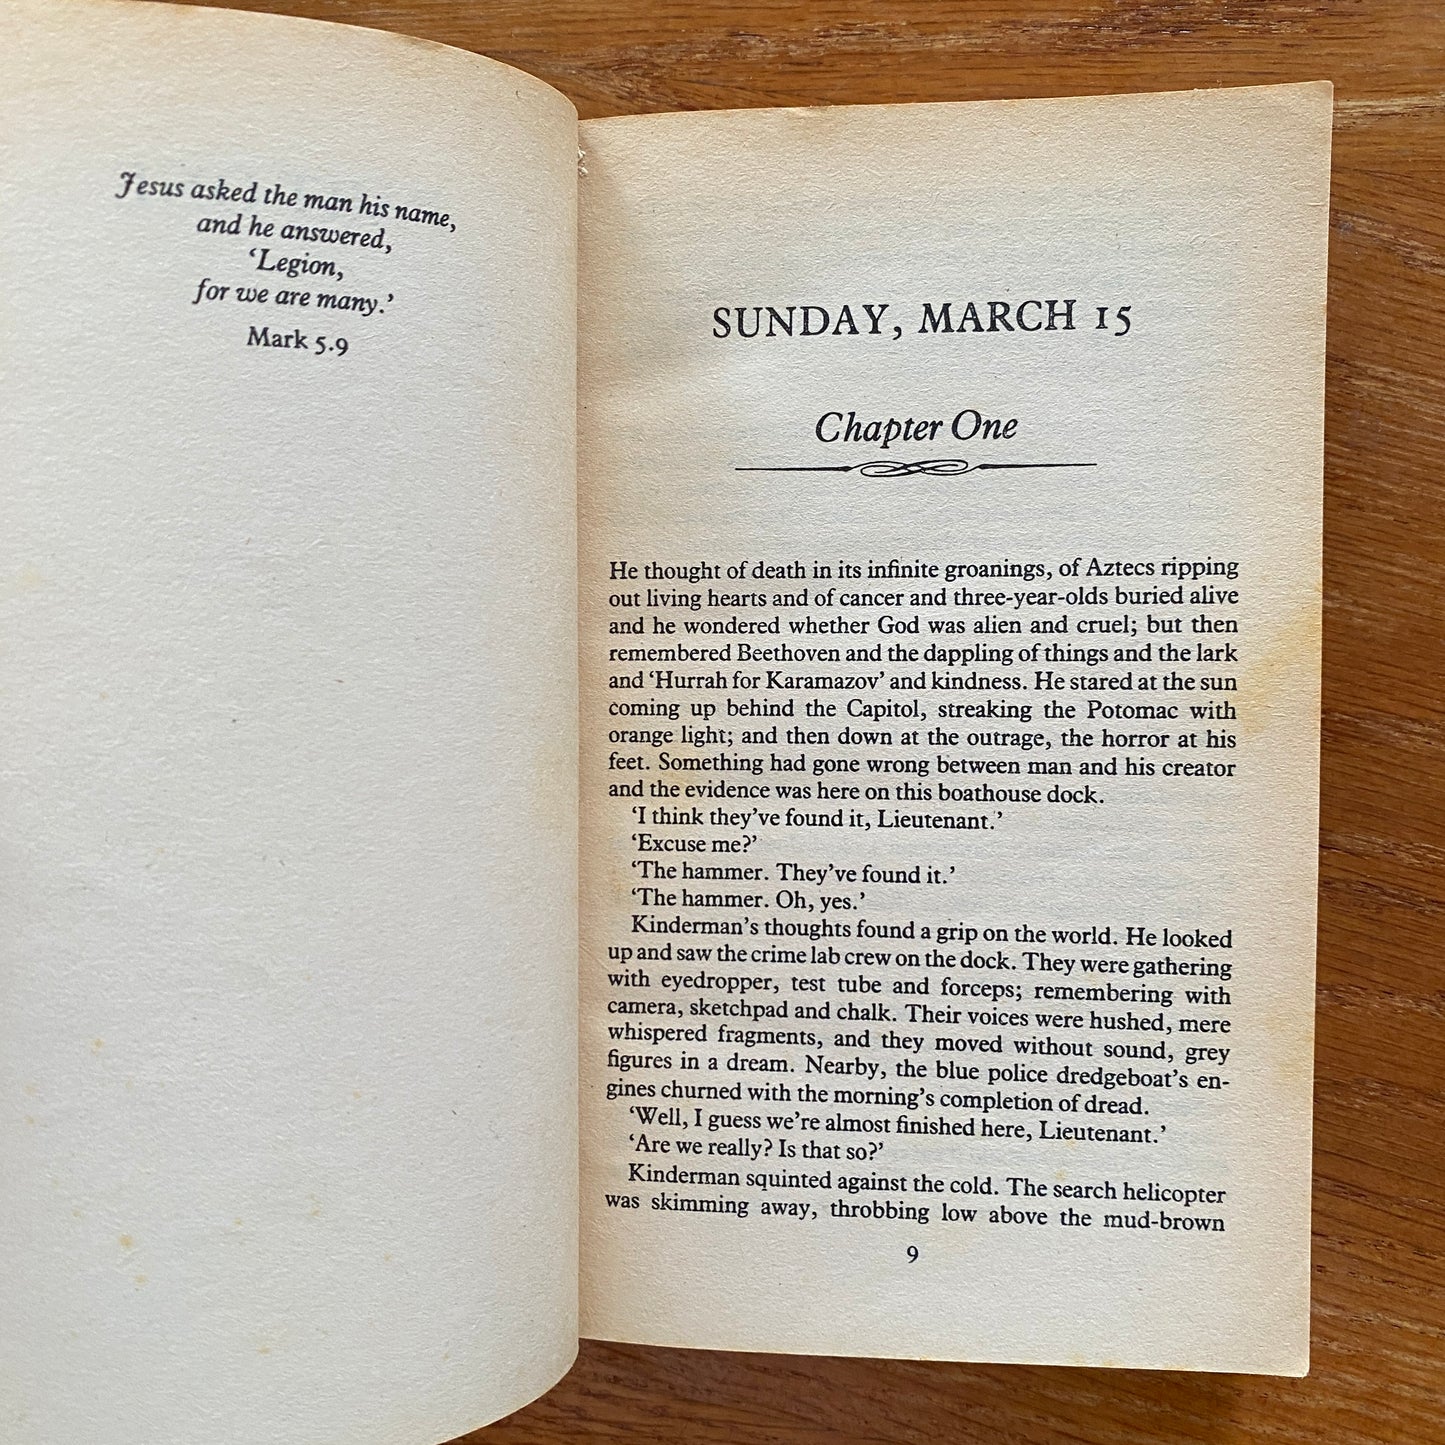 Jesus asked the man his name,
and he answered,
‘Legion,
for we are many.’
Mark 5.9
SUNDAY, MARCH 15
Chapter One
He thought of death in its infinite groanings, of Aztecs ripping
out living hearts and of cancer and three-year-olds buried alive
and he wondered whether God was alien and cruel; but then
remembered Beethoven and the dappling of things and the lark
and ‘Hurrah for Karamazov’ and kindness. He stared at the sun
coming up behind the Capitol, streaking the Potomac with
orange light; and then down at the outrage, the horror at his
feet. Something had gone wrong between man and his creator
and the evidence was here on this boathouse dock.
‘I think they’ve found it, Lieutenant.’
‘Excuse me?’
‘The hammer. They’ve found it.’
‘The hammer. Oh, yes.’
Kinderman’s thoughts found a grip on the world. He looked
up and saw the crime lab crew on the dock. They were gathering
with eyedropper, test tube and forceps; remembering with
camera, sketchpad and chalk. Their voices were hushed, mere
whispered fragments, and they moved without sound, grey
figures in a dream. Nearby, the blue police dredgeboat’s en-
gines churned with the morning’s completion of dread.
‘Well, I guess we’re almost finished here, Lieutenant.’
‘Are we really? Is that so?’
Kinderman squinted against the cold. The search helicopter
was skimming away, throbbing low above the mud-brown
9